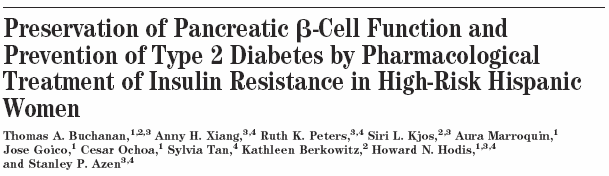 Preservation of Pancreatic β-Cell Function and
Prevention of Type 2 Diabetes by Pharmacological
Treatment of Insulin Resistance in High-Risk Hispanic
Women
Thomas A. Buchanan,1,2,3 Anny H. Xiang,3,4 Ruth K. Peters,3,4 Siri L. Kjos,2,3 Aura Marroquin,1
Jose Goico,1 Cesar Ochoa,1 Sylvia Tan,4 Kathleen Berkowitz,2 Howard N. Hodis,1,3,4
and Stanley P. Azen3,4